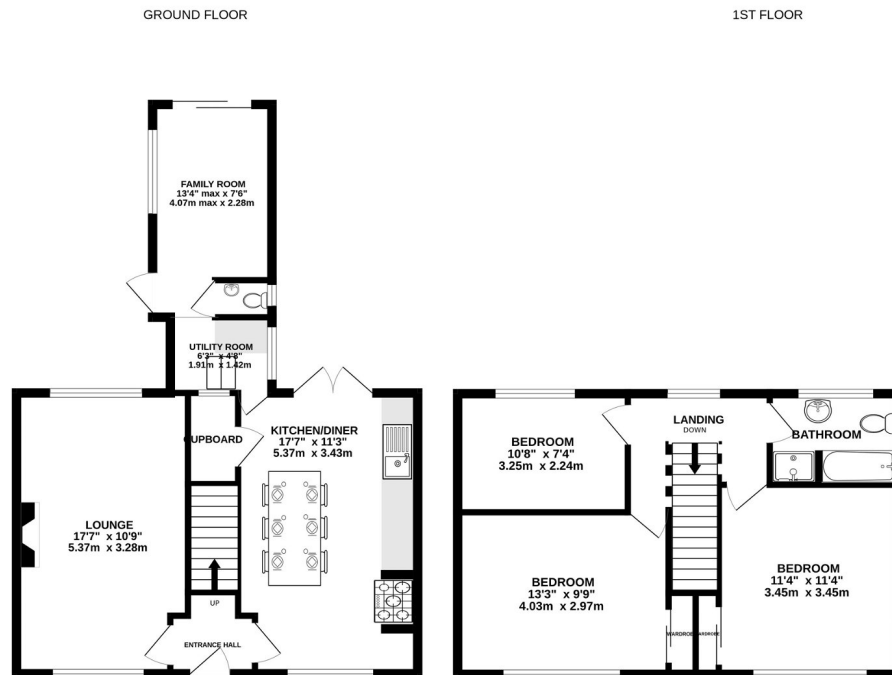 GROUND FLOOR
1ST FLOOR
FAMILY ROOM
13'4" max x 7'6"
4.07m max x 2.28m
UTILITY ROOM
6'3" x 4'8"
1.91m x 1.42m
CUPBOARD
KITCHEN/DINER
17'7" x 11'3"
5.37m x 3.43m
LOUNGE
17'7" x 10'9"
5.37m x 3.28m
UP
ENTRANCE HALL
BEDROOM
10'8" x 7'4"
3.25m x 2.24m
LANDING
DOWN
BATHROOM
BEDROOM
13'3" x 9'9"
4.03m x 2.97m
BEDROOM
11'4" x 11'4"
3.45m x 3.45m